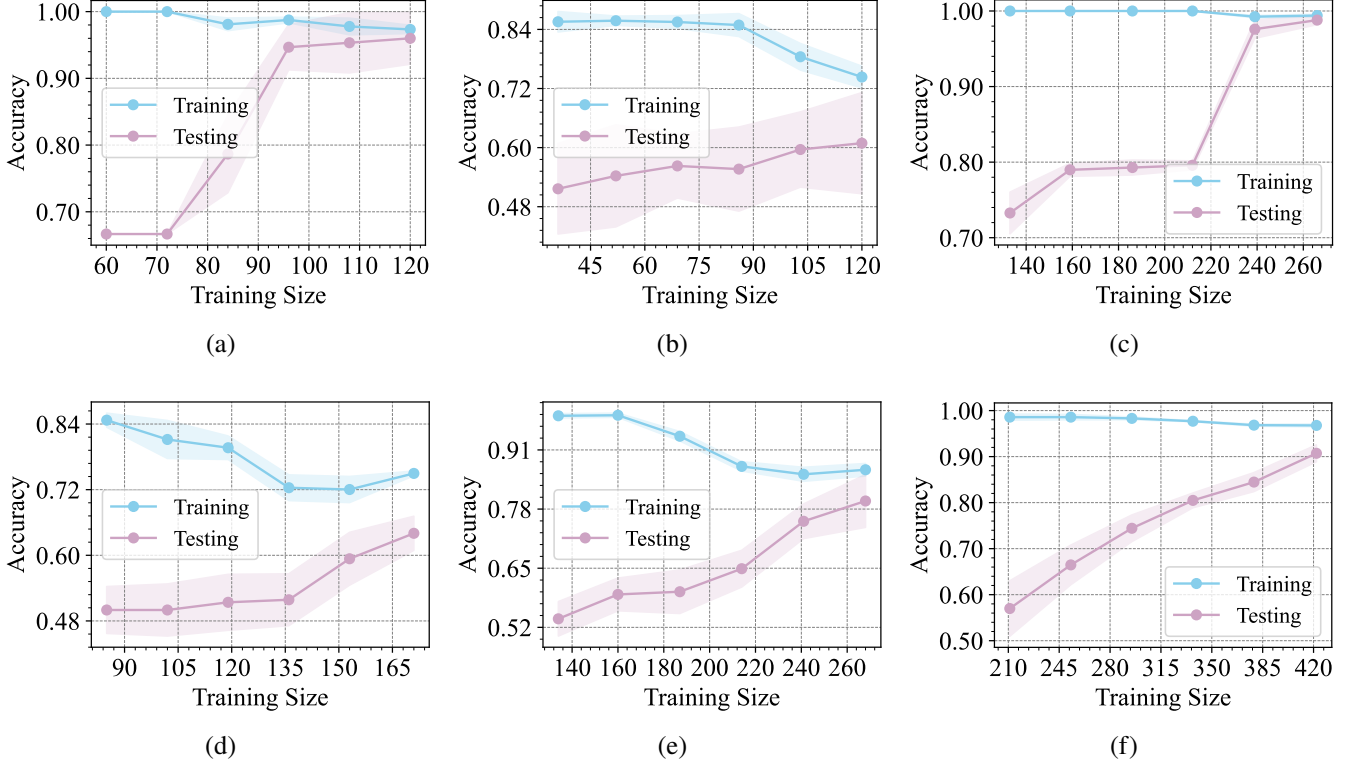 1.00
0.90
0.80
0.70
Accuracy
Training
Testing
60 70 80 90 100 110 120
Training Size
(a)
0.84
0.72
0.60
0.48
Accuracy
Training
Testing
45 60 75 90 105 120
Training Size
(b)
1.00
0.90
0.80
0.70
Accuracy
Training
Testing
140 160 180 200 220 240 260
Training Size
(c)
0.84
0.72
0.60
0.48
Accuracy
Training
Testing
90 105 120 135 150 165
Training Size
(d)
0.91
0.78
0.65
0.52
Accuracy
Training
Testing
140 160 180 200 220 240 260
Training Size
(e)
1.00
0.90
0.80
0.70
0.60
0.50
Accuracy
Training
Testing
210 245 280 315 350 385 420
Training Size
(f)